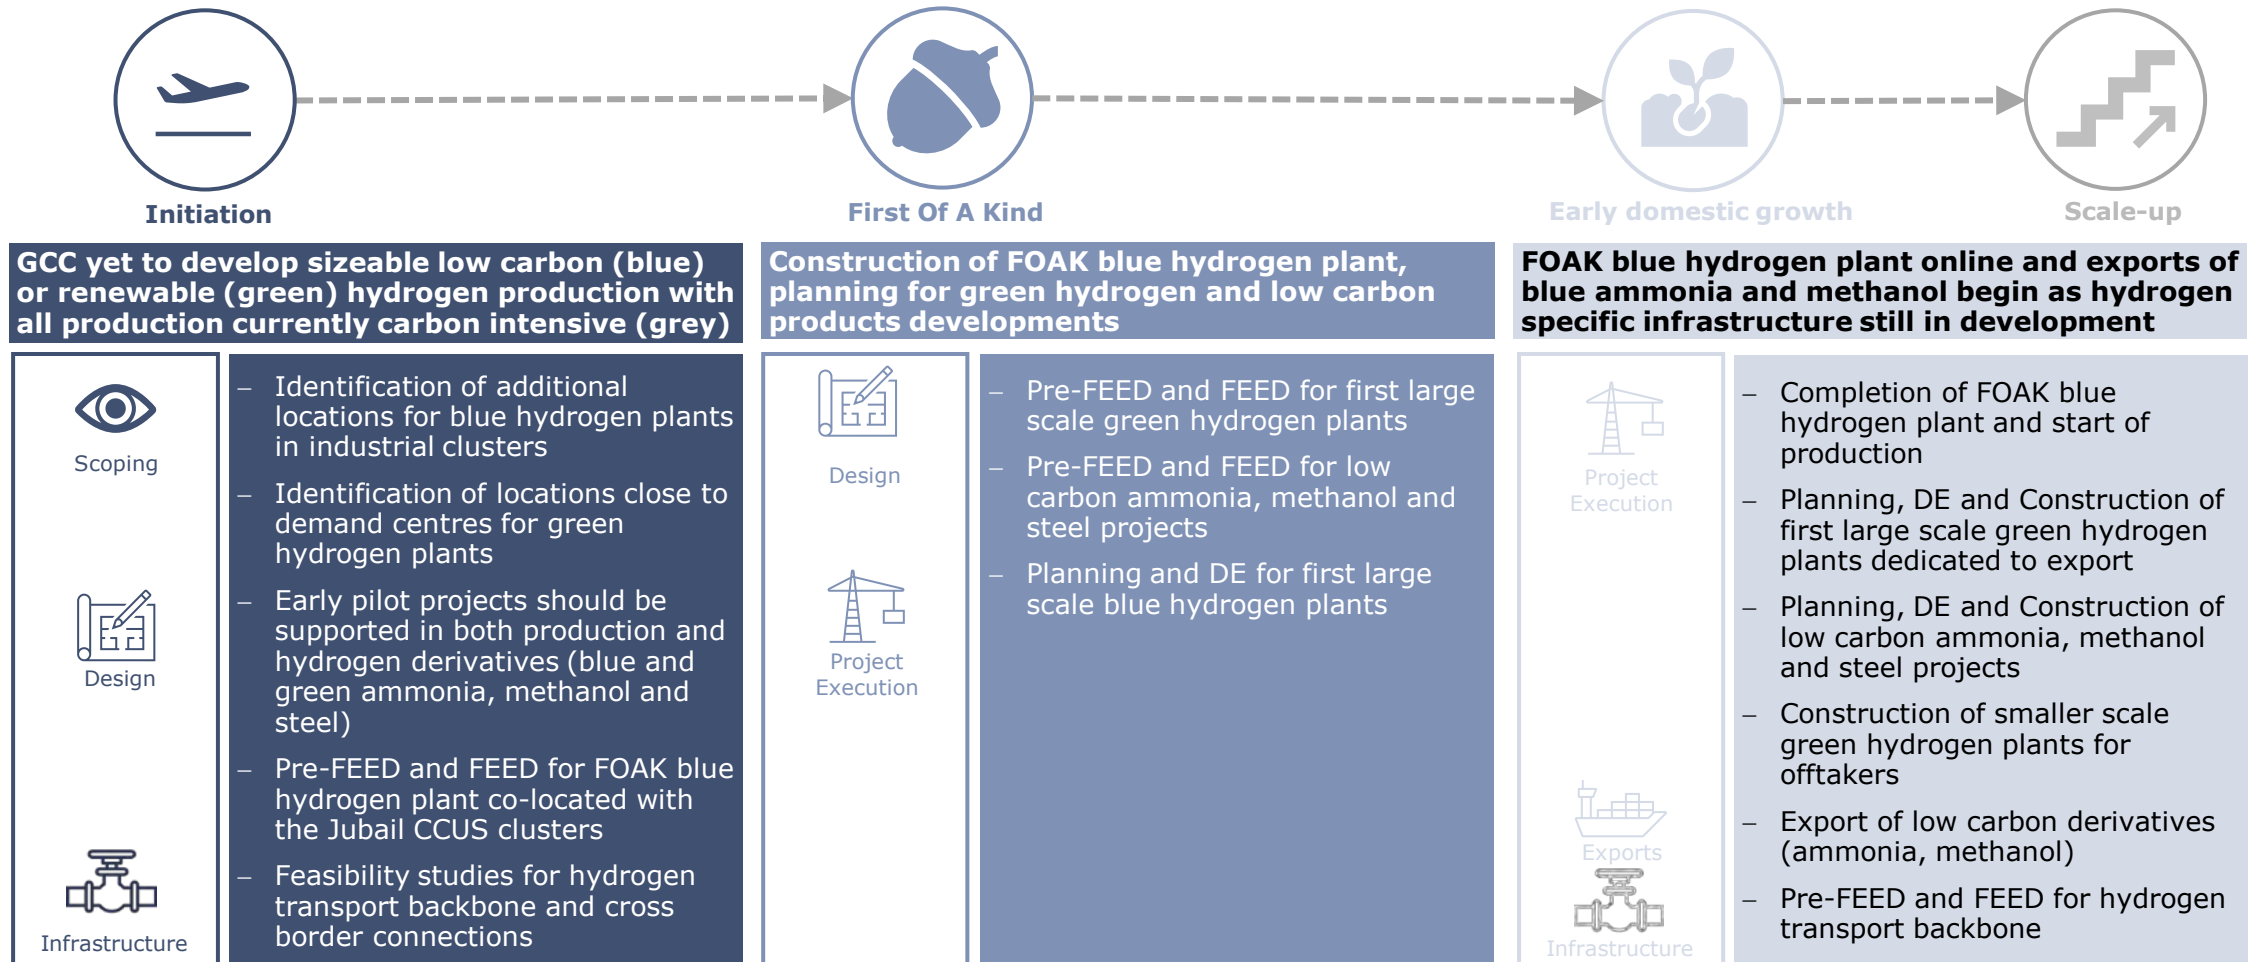 Initiation
First Of A Kind
Early domestic growth
Scale-up
GCC yet to develop sizeable low carbon (blue)
or renewable (green) hydrogen production with
all production currently carbon intensive (grey)
Scoping
Design
Infrastructure
– Identification of additional
locations for blue hydrogen plants
in industrial clusters
– Identification of locations close to
demand centres for green
hydrogen plants
– Early pilot projects should be
supported in both production and
hydrogen derivatives (blue and
green ammonia, methanol and
steel)
– Pre-FEED and FEED for FOAK blue
hydrogen plant co-located with
the Jubail CCUS clusters
– Feasibility studies for hydrogen
transport backbone and cross
border connections
Construction of FOAK blue hydrogen plant,
planning for green hydrogen and low carbon
products developments
Design
Project
Execution
– Pre-FEED and FEED for first large
scale green hydrogen plants
– Pre-FEED and FEED for low
carbon ammonia, methanol and
steel projects
– Planning and DE for first large
scale blue hydrogen plants
FOAK blue hydrogen plant online and exports of
blue ammonia and methanol begin as hydrogen
specific infrastructure still in development
Project
Execution
Exports
Infrastructure
– Completion of FOAK blue
hydrogen plant and start of
production
– Planning, DE and Construction of
first large scale green hydrogen
plants dedicated to export
– Planning, DE and Construction of
low carbon ammonia, methanol
and steel projects
– Construction of smaller scale
green hydrogen plants for
offtakers
– Export of low carbon derivatives
(ammonia, methanol)
– Pre-FEED and FEED for hydrogen
transport backbone